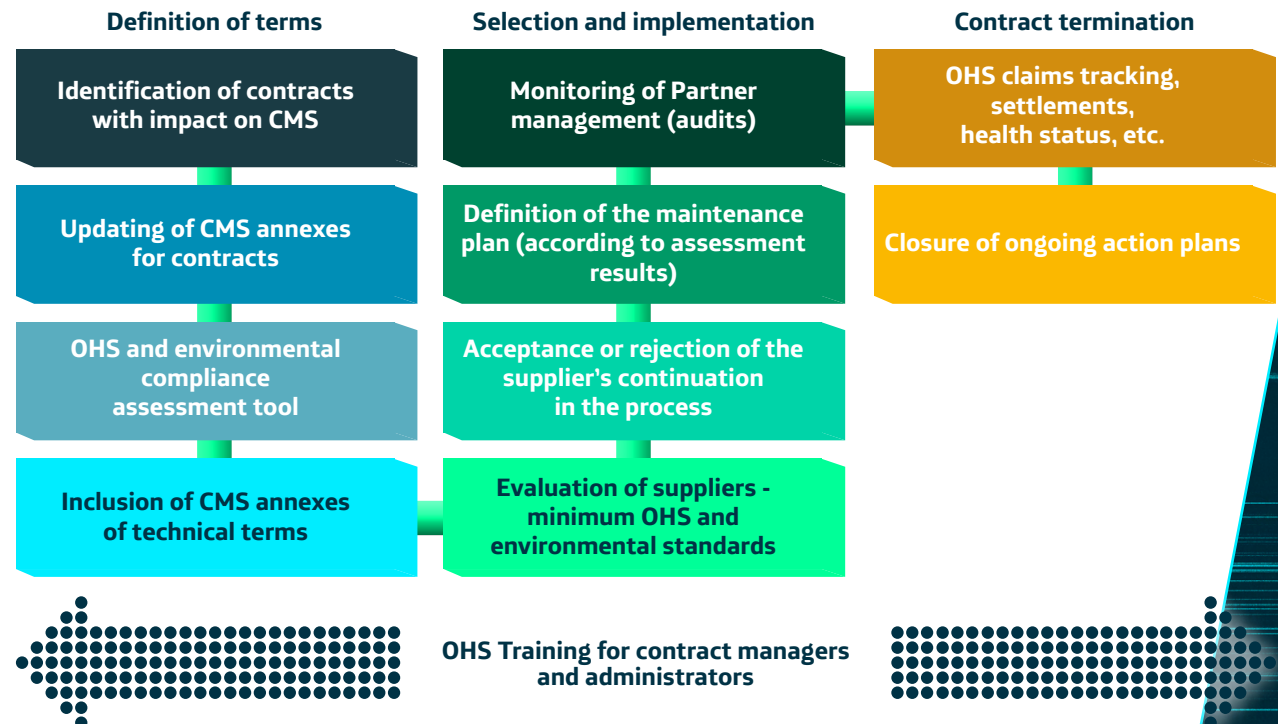 Definition of terms
Identification of contracts
with impact on CMS
Updating of CMS annexes
for contracts
OHS and environmental
compliance
assessment tool
Inclusion of CMS annexes
of technical terms
Selection and implementation
Monitoring of Partner
management (audits)
Definition of the maintenance
plan (according to assessment
results)
Acceptance or rejection of the
supplier’s continuation
in the process
Evaluation of suppliers -
minimum OHS and
environmental standards
Contract termination
OHS claims tracking,
settlements,
health status, etc.
Closure of ongoing action plans
OHS Training for contract managers
and administrators